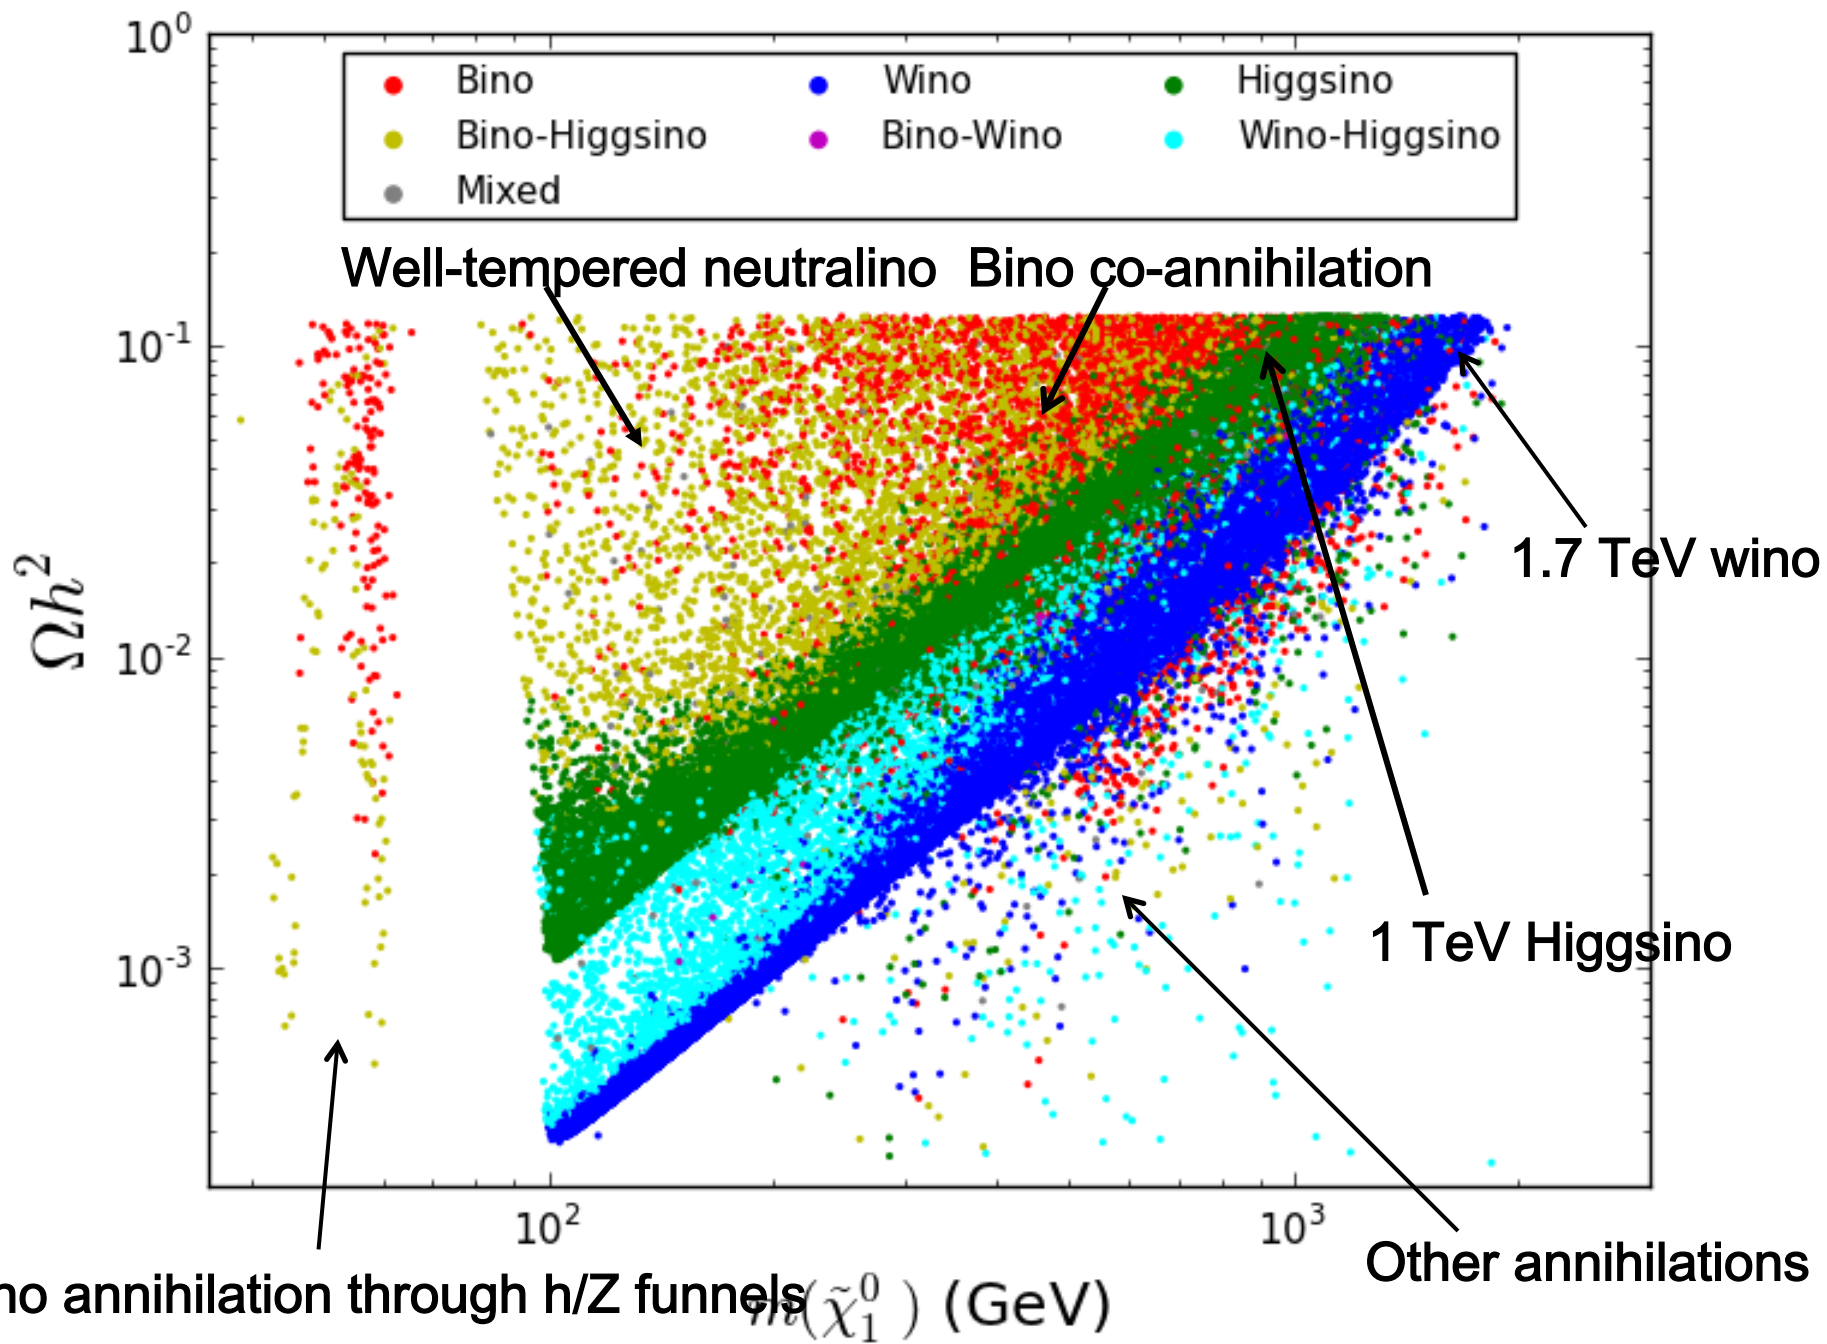 10^0
Bino Wino Higgsino
Bino-Higgsino Bino-Wino Wino-Higgsino
Mixed
Well-tempered neutralino Bino co-annihilation
10^-1
1.7 TeV wino
Ωh^2
10^-2
1 TeV Higgsino
10^-3
10^2 10^3
Other annihilations
no annihilation through h/Z funnels
m(χ̃_1^0) (GeV)